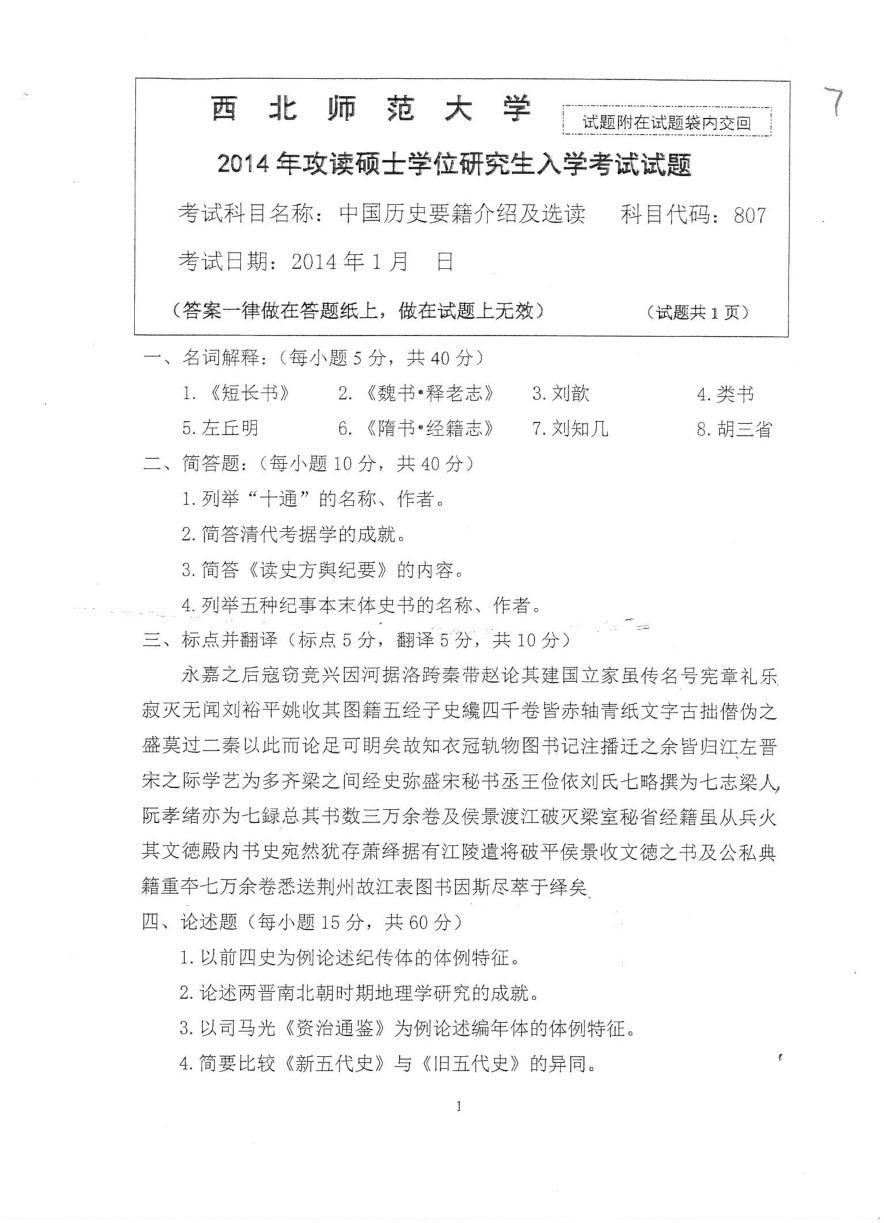 西北师范大学
试题附在试题袋内交回
7
2014年攻读硕士学位研究生入学考试试题
考试科目名称：中国历史要籍介绍及选读 科目代码：807
考试日期：2014年1月 日
（答案一律做在答题纸上，做在试题上无效） （试题共1页）
一、名词解释：（每小题5分，共40分）
1.《短长书》 2.《魏书•释老志》 3.刘歆 4.类书
5.左丘明 6.《隋书•经籍志》 7.刘知几 8.胡三省
二、简答题：（每小题10分，共40分）
1.列举“十通”的名称、作者。
2.简答清代考据学的成就。
3.简答《读史方舆纪要》的内容。
4.列举五种纪事本末体史书的名称、作者。
三、标点并翻译（标点5分，翻译5分，共10分）
永嘉之后寇窃竞兴因河据洛跨秦带赵论其建国立家虽传名号宪章礼乐
寂灭无闻刘裕平姚收其图籍五经子史纔四千卷皆赤轴青纸文字古拙僭伪之
盛莫过二秦以此而论足可明矣故知衣冠轨物图书记注播迁之余皆归江左晋
宋之际学艺为多齐梁之间经史弥盛宋秘书丞王俭依刘氏七略撰为七志梁人
阮孝绪亦为七録总其书数三万余卷及侯景渡江破灭梁室秘省经籍虽从兵火
其文徳殿内书史宛然犹存萧绎据有江陵遣将破平侯景收文徳之书及公私典
籍重夲七万余卷悉送荆州故江表图书因斯尽萃于绎矣
四、论述题（每小题15分，共60分）
1.以前四史为例论述纪传体的体例特征。
2.论述两晋南北朝时期地理学研究的成就。
3.以司马光《资治通鉴》为例论述编年体的体例特征。
4.简要比较《新五代史》与《旧五代史》的异同。
1